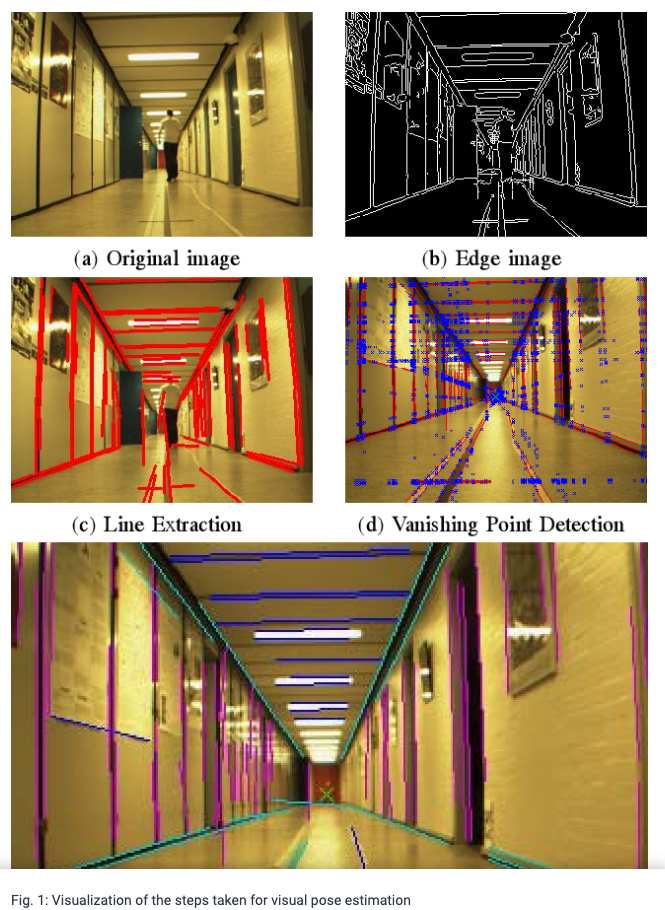 (a) Original image
(b) Edge image
(c) Line Extraction
(d) Vanishing Point Detection
Fig. 1: Visualization of the steps taken for visual pose estimation